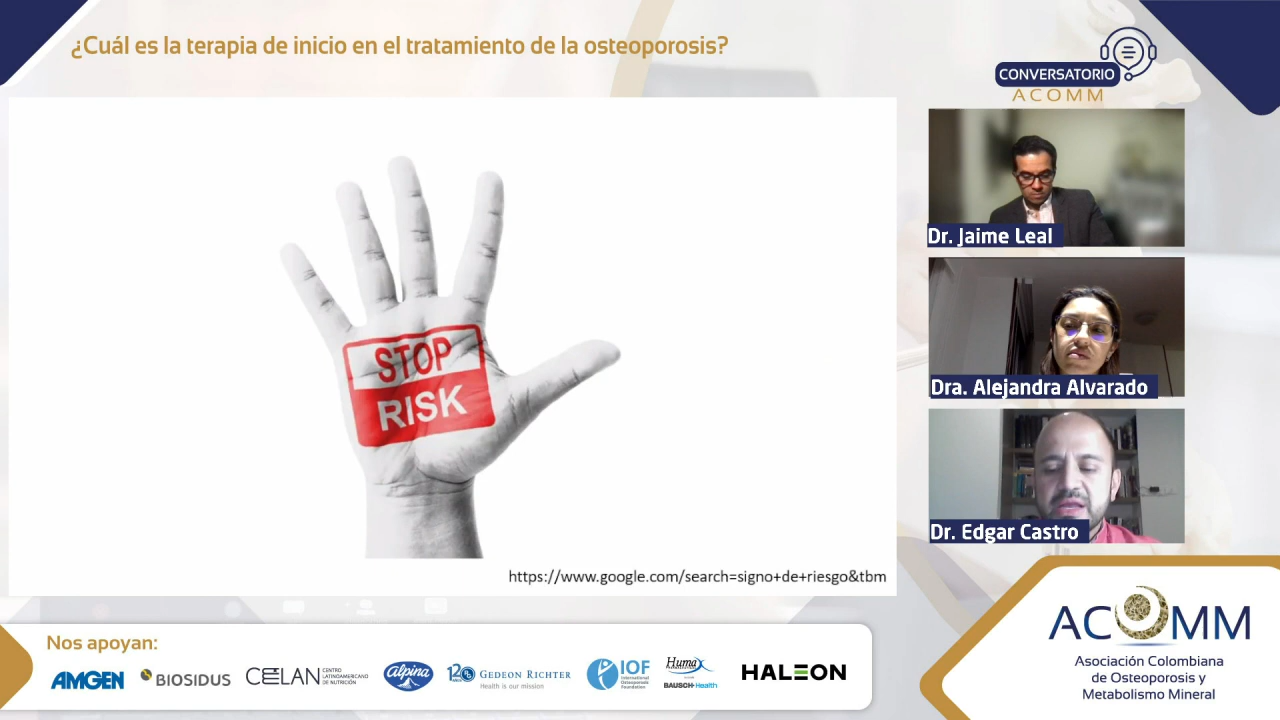 ¿Cuál es la terapia de inicio en el tratamiento de la osteoporosis?
CONVERSATORIO
ACOMM
Dr. Jaime Leal
Dra. Alejandra Alvarado
Dr. Edgar Castro
STOP
RISK
https://www.google.com/search=signo+de+riesgo&tbm
Nos apoyan:
AMGEN
BIOSIDUS
CELAN
CENTRO
LATINOAMERICANO
DE NUTRICIÓN
Alpina
120
GEDEON RICHTER
Health is our mission
IOF
International
Osteoporosis
Foundation
Humax
BAUSCH+Health
HALEON
ACOMM
Asociación Colombiana
de Osteoporosis y
Metabolismo Mineral